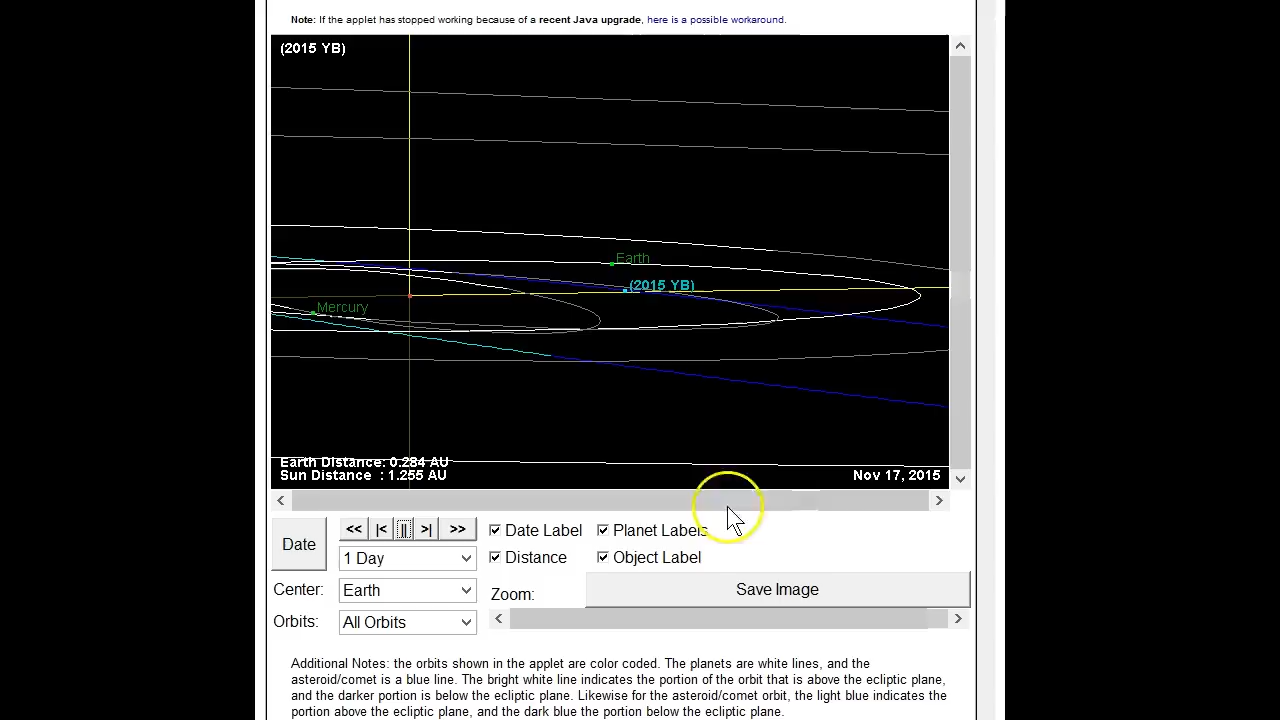 Note: If the applet has stopped working because of a recent Java upgrade, here is a possible workaround.
(2015 YB)
Earth
(2015 YB)
Mercury
Earth Distance: 0.284 AU
Sun Distance : 1.255 AU
Nov 17, 2015
Date
<< |< || >| >>
1 Day
Center: Earth
Orbits: All Orbits
Date Label
Planet Labels
Distance
Object Label
Zoom:
Save Image
Additional Notes: the orbits shown in the applet are color coded. The planets are white lines, and the
asteroid/comet is a blue line. The bright white line indicates the portion of the orbit that is above the ecliptic plane,
and the darker portion is below the ecliptic plane. Likewise for the asteroid/comet orbit, the light blue indicates the
portion above the ecliptic plane, and the dark blue the portion below the ecliptic plane.